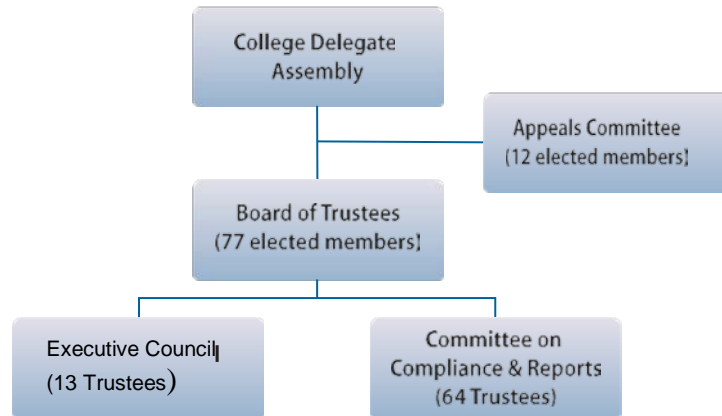 College Delegate
Assembly
Appeals Committee
(12 elected members)
Board of Trustees
(77 elected members)
Executive Council
(13 Trustees)
Committee on
Compliance & Reports
(64 Trustees)